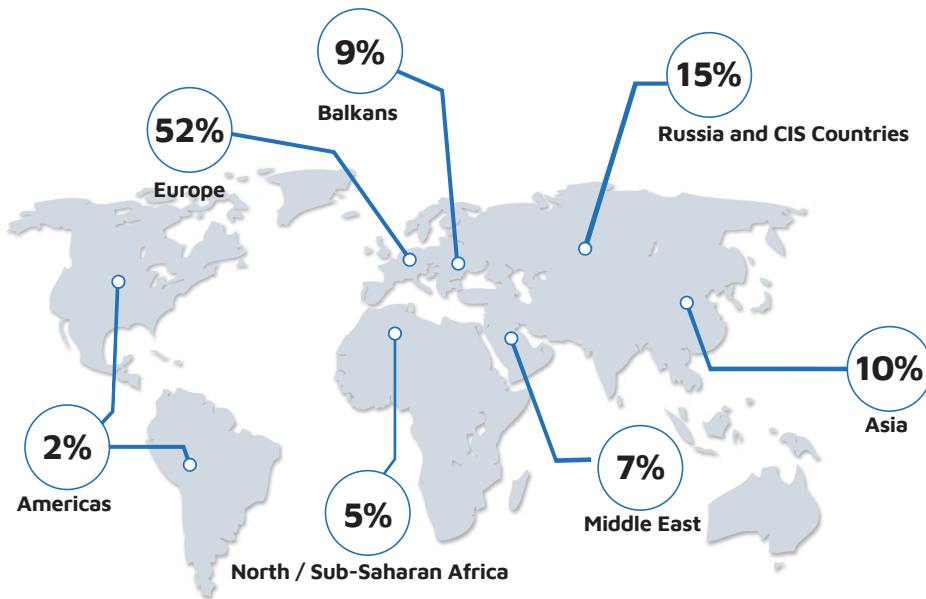 9%
Balkans
15%
Russia and CIS Countries
52%
Europe
10%
Asia
2%
Americas
7%
Middle East
5%
North / Sub-Saharan Africa